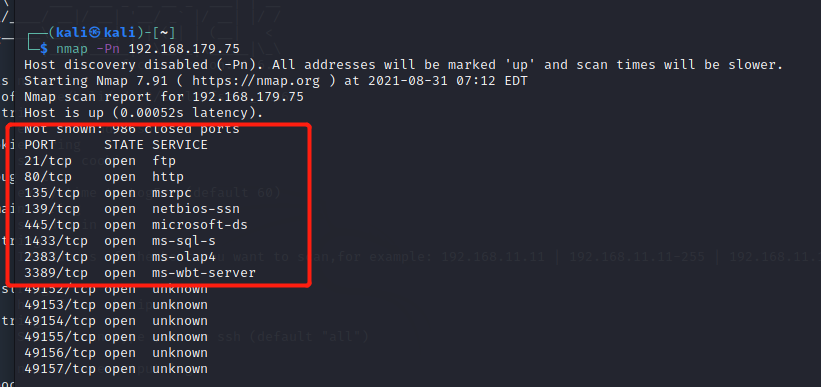 ┌──(kali㉿kali)-[~]
└─$ nmap -Pn 192.168.179.75
Host discovery disabled (-Pn). All addresses will be marked 'up' and scan times will be slower.
Starting Nmap 7.91 ( https://nmap.org ) at 2021-08-31 07:12 EDT
Nmap scan report for 192.168.179.75
Host is up (0.00052s latency).
Not shown: 986 closed ports
PORT STATE SERVICE
21/tcp open ftp
80/tcp open http
135/tcp open msrpc
139/tcp open netbios-ssn
445/tcp open microsoft-ds
1433/tcp open ms-sql-s
2383/tcp open ms-olap4
3389/tcp open ms-wbt-server
49152/tcp open unknown
49153/tcp open unknown
49154/tcp open unknown
49155/tcp open unknown
49156/tcp open unknown
49157/tcp open unknown